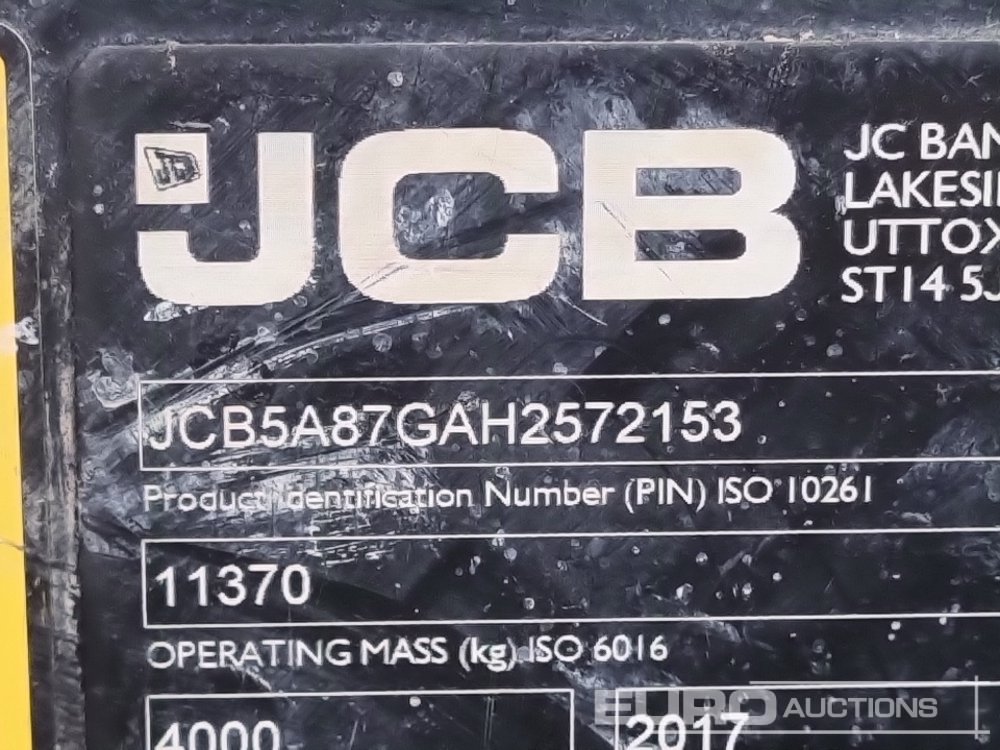 JCB
JC BAN
LAKESI
UTTOX
ST14 5J
JCB5A87GAH2572153
Product Identification Number (PIN) ISO 10261
11370
OPERATING MASS (kg) ISO 6016
4000
2017
EURO AUCTIONS